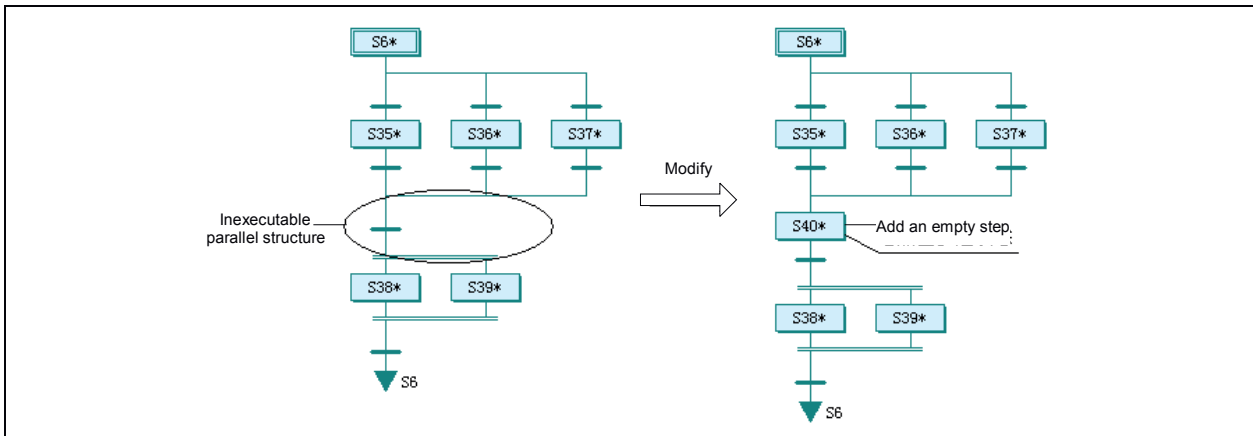 S6*
S35* S36* S37*
Inexecutable
parallel structure
S38* S39*
S6
Modify
S6*
S35* S36* S37*
S40* Add an empty step
S38* S39*
S6